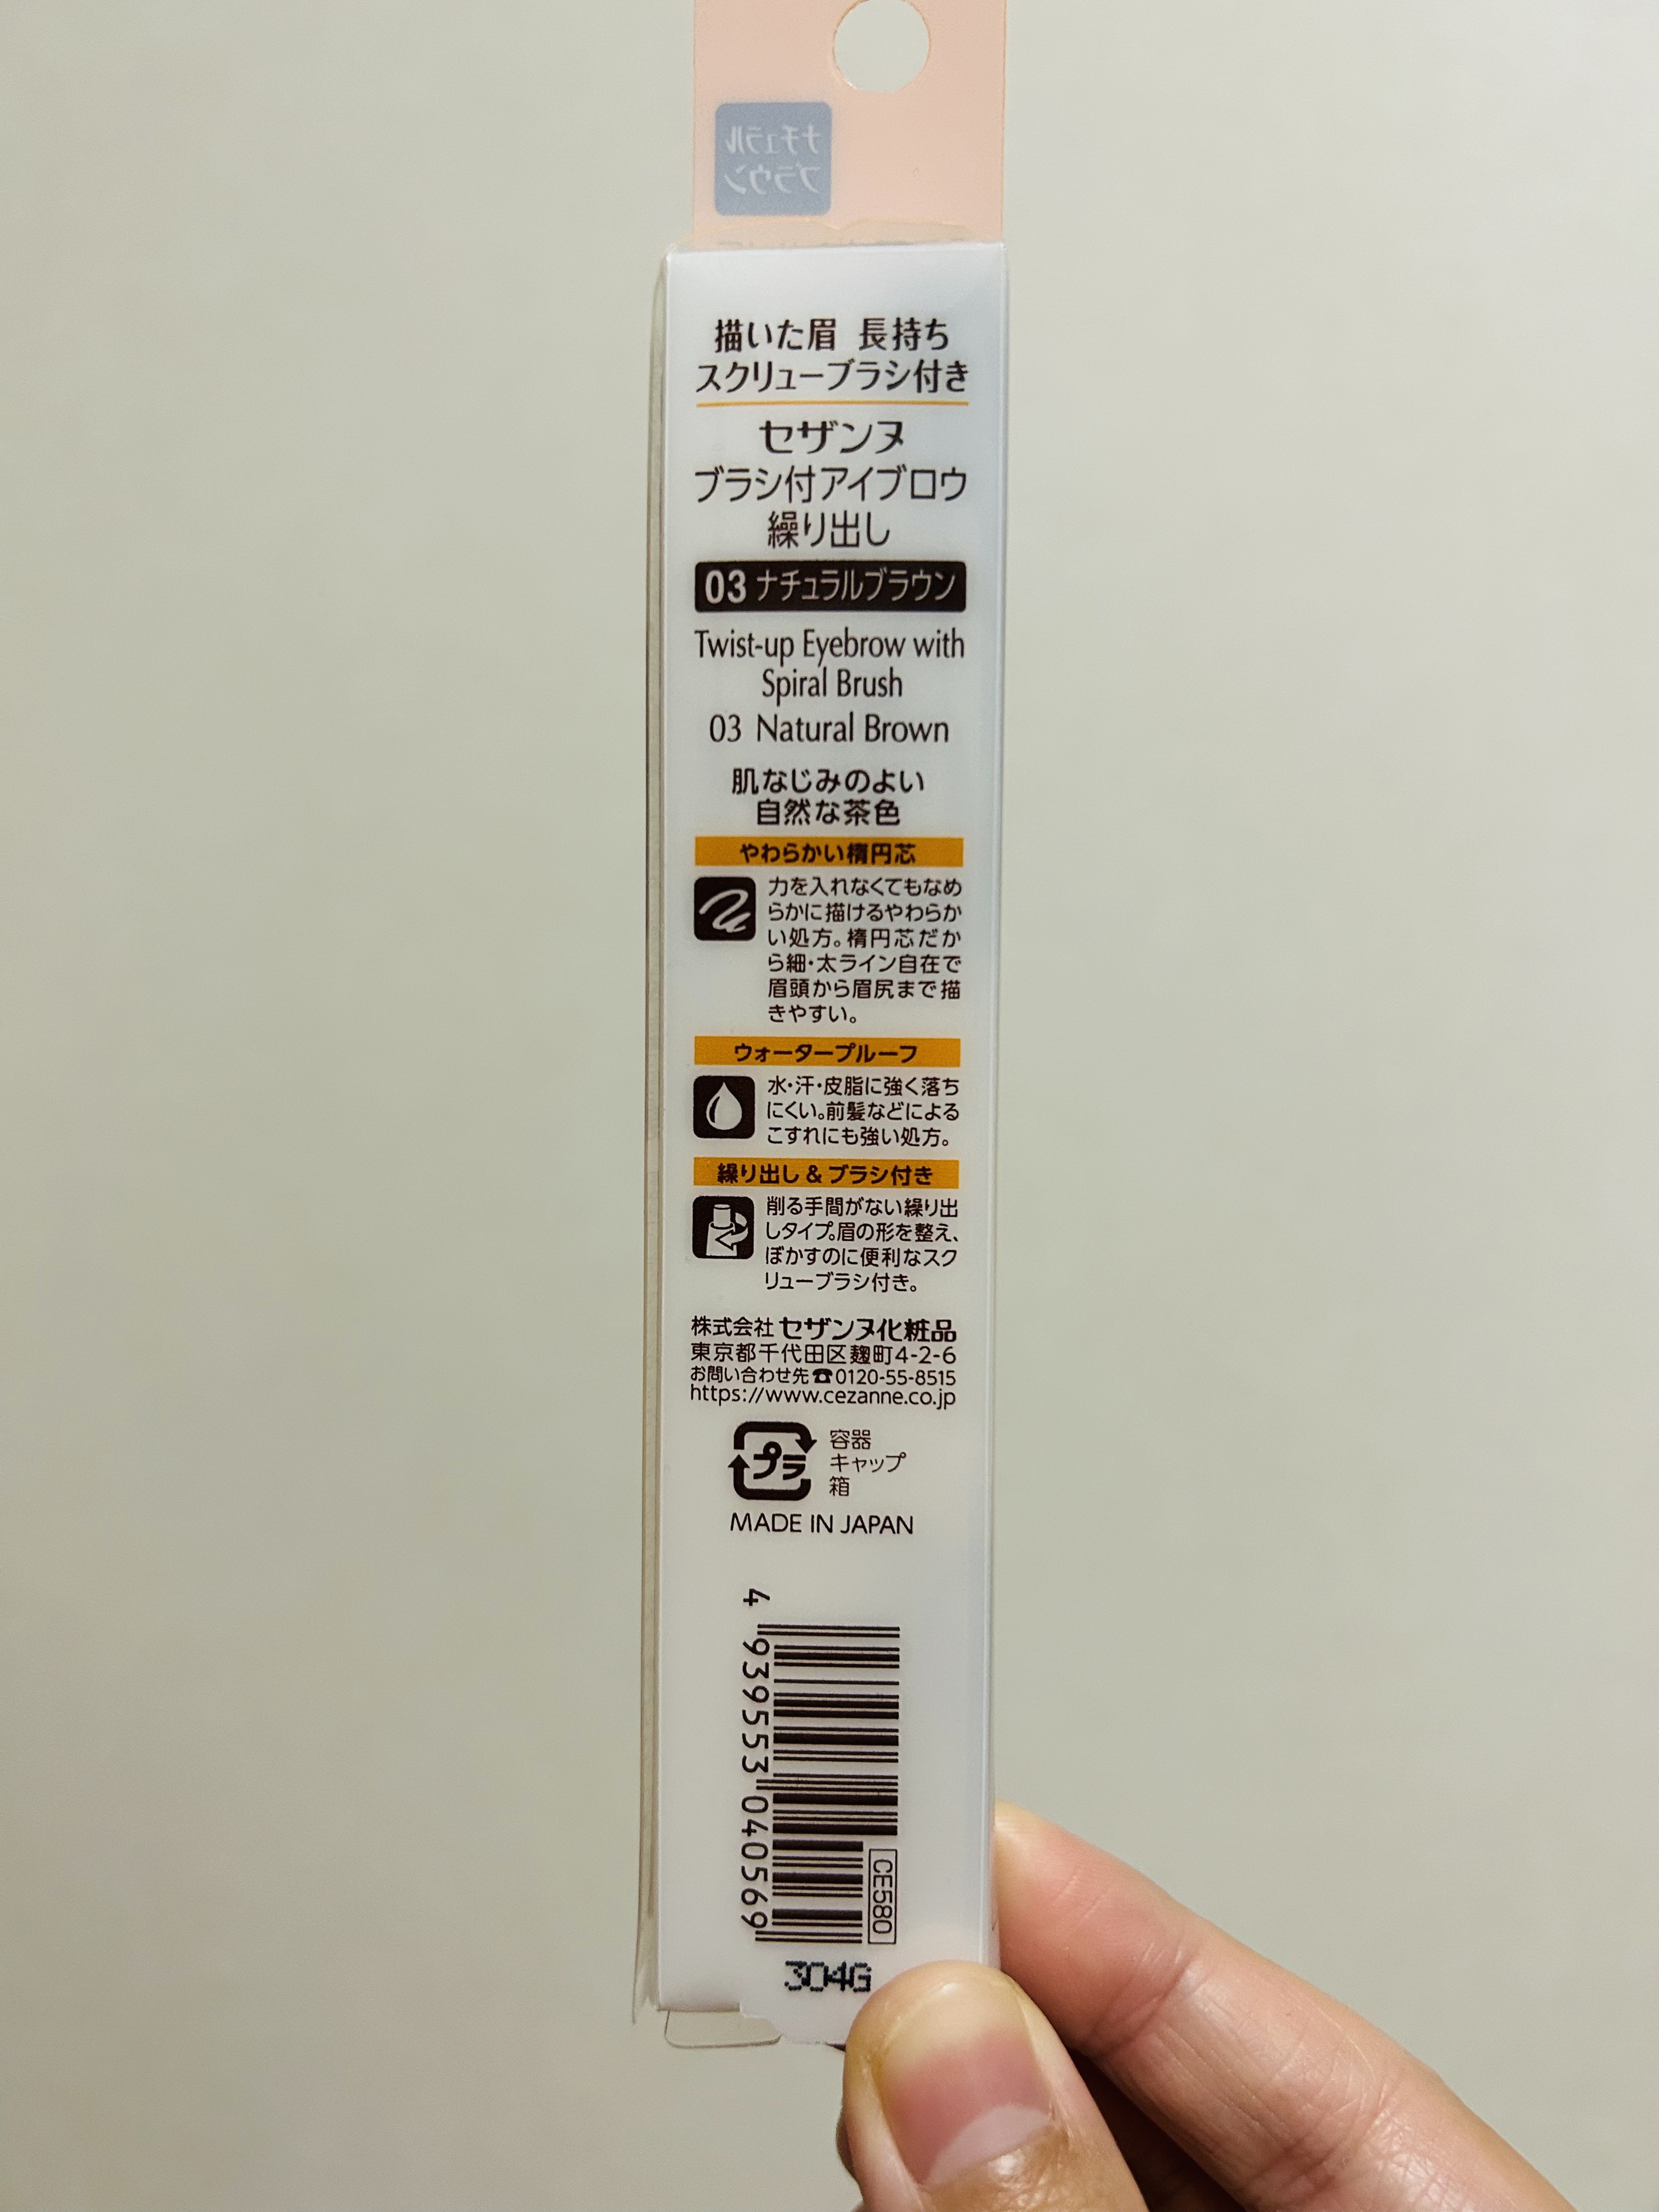 ナチュラル
ブラウン
描いた眉 長持ち
スクリューブラシ付き
セザンヌ
ブラシ付アイブロウ
繰り出し
03 ナチュラルブラウン
Twist-up Eyebrow with
Spiral Brush
03 Natural Brown
肌なじみのよい
自然な茶色
やわらかい楕円芯
力を入れなくてもなめ
らかに描けるやわらか
い処方。楕円芯だか
ら細・太ライン自在で
眉頭から眉尻まで描
きやすい。
ウォータープルーフ
水・汗・皮脂に強く落ち
にくい。前髪などによる
こすれにも強い処方。
繰り出し & ブラシ付き
削る手間がない繰り出
しタイプ。眉の形を整え、
ぼかすのに便利なスク
リューブラシ付き。
株式会社 セザンヌ化粧品
東京都千代田区麹町4-2-6
お問い合わせ先☎0120-55-8515
https://www.cezanne.co.jp
プラ
容器
キャップ
箱
MADE IN JAPAN
4 939553 040569
CE580
304G